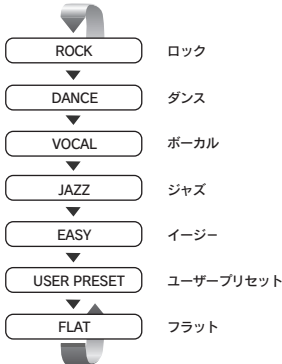 ROCK ロック
DANCE ダンス
VOCAL ボーカル
JAZZ ジャズ
EASY イージー
USER PRESET ユーザープリセット
FLAT フラット